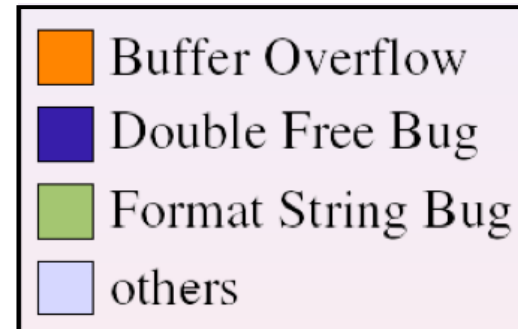 Buffer Overflow
Double Free Bug
Format String Bug
others